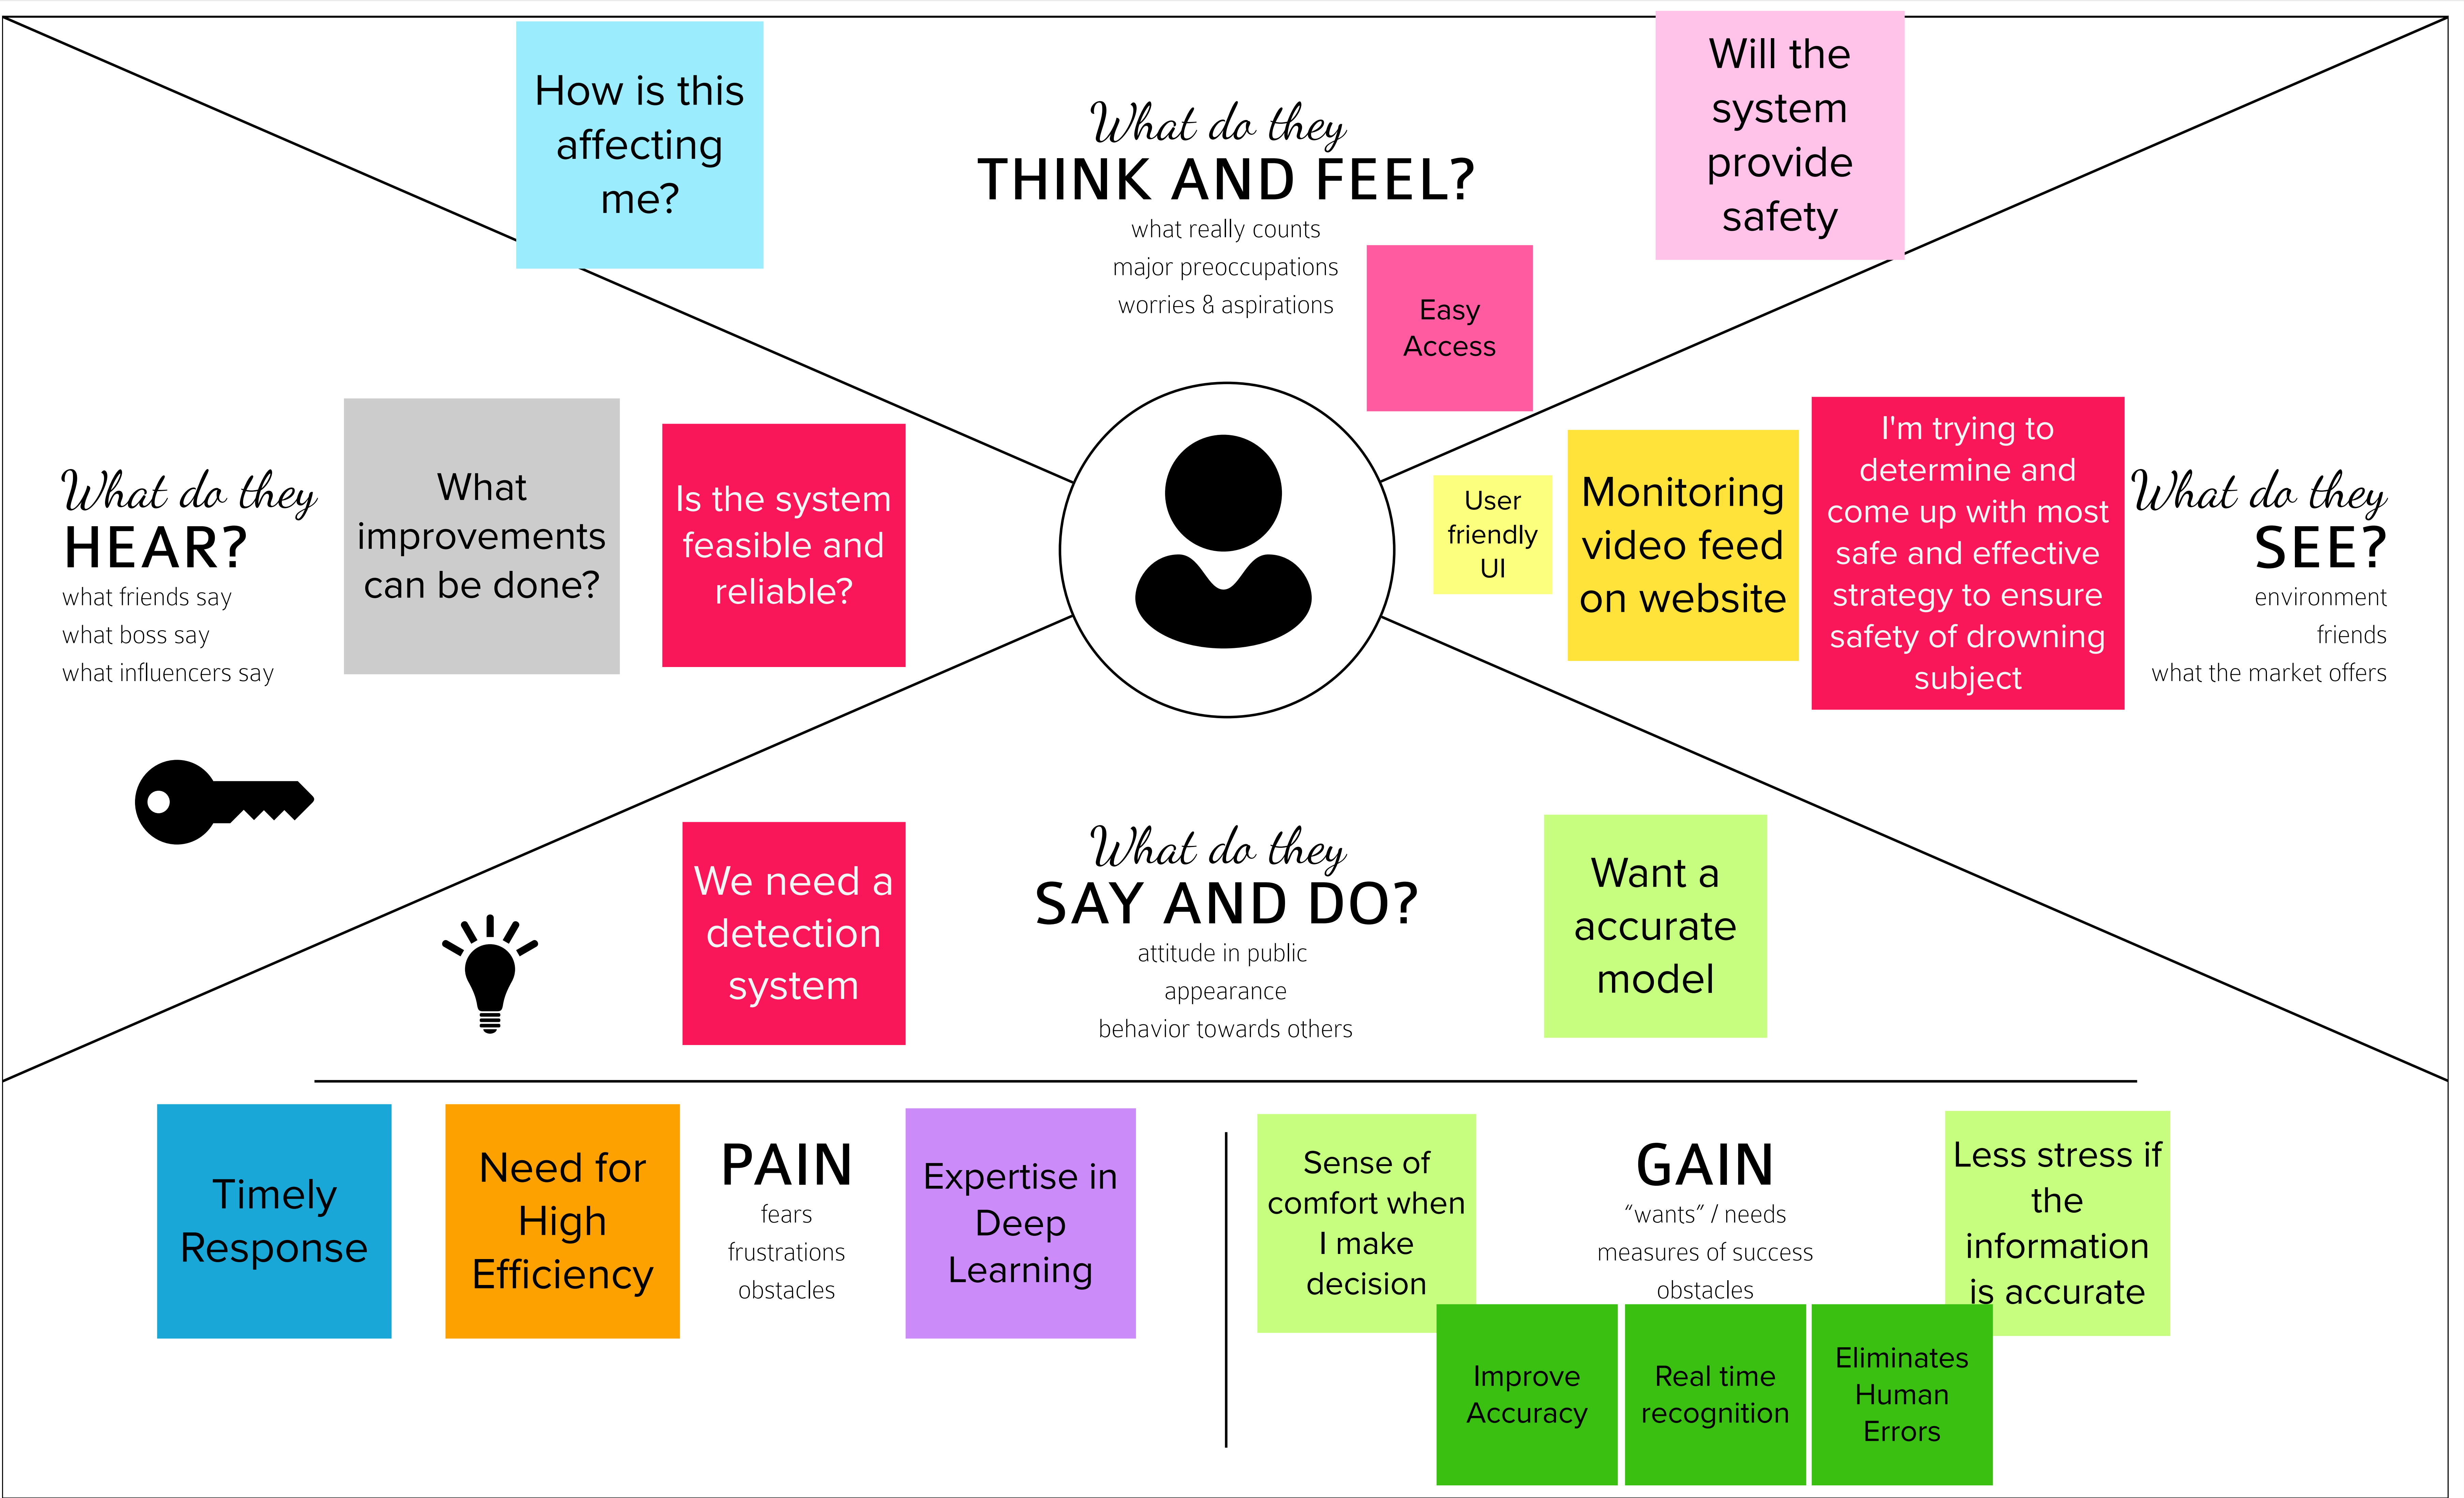 How is this
affecting
me?
What do they
THINK AND FEEL?
what really counts
major preoccupations
worries & aspirations
Easy
Access
Will the
system
provide
safety
What do they
HEAR?
what friends say
what boss say
what influencers say
What
improvements
can be done?
Is the system
feasible and
reliable?
User
friendly
UI
Monitoring
video feed
on website
I'm trying to
determine and
come up with most
safe and effective
strategy to ensure
safety of drowning
subject
What do they
SEE?
environment
friends
what the market offers
We need a
detection
system
What do they
SAY AND DO?
attitude in public
appearance
behavior towards others
Want a
accurate
model
Timely
Response
Need for
High
Efficiency
PAIN
fears
frustrations
obstacles
Expertise in
Deep
Learning
Sense of
comfort when
I make
decision
GAIN
“wants” / needs
measures of success
obstacles
Less stress if
the
information
is accurate
Improve
Accuracy
Real time
recognition
Eliminates
Human
Errors